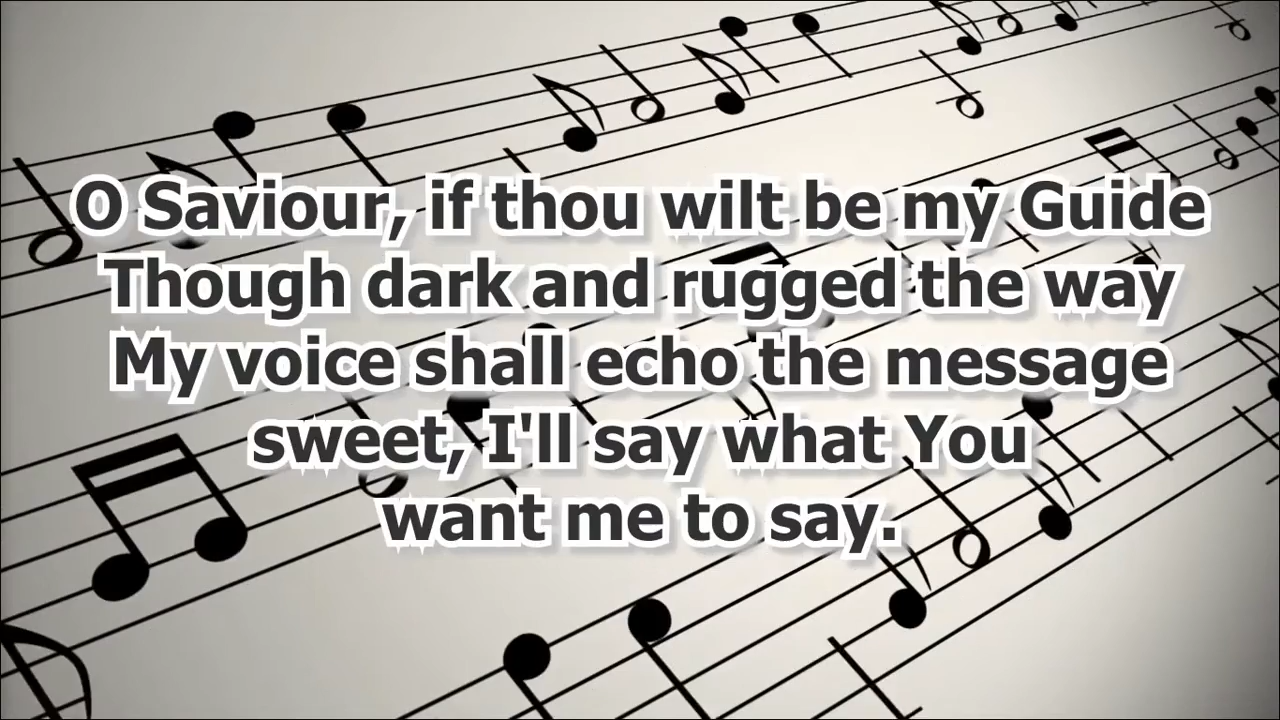 O Saviour, if thou wilt be my Guide
Though dark and rugged the way
My voice shall echo the message
sweet, I'll say what You
want me to say.